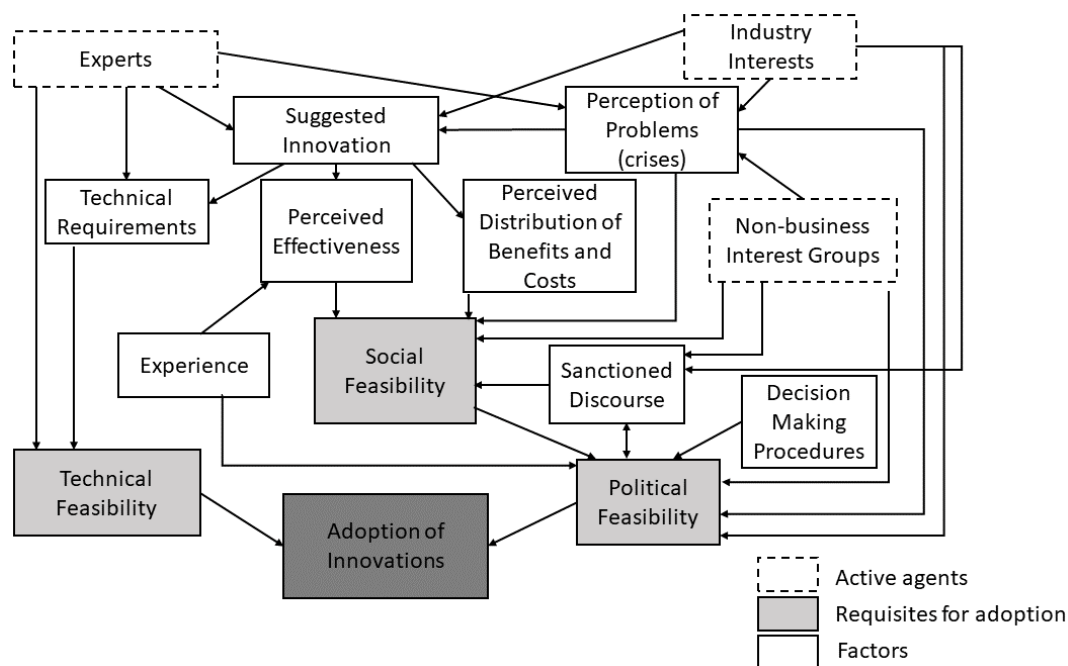 Experts
Industry
Interests
Suggested
Innovation
Perception of
Problems
(crises)
Technical
Requirements
Perceived
Effectiveness
Perceived
Distribution of
Benefits and
Costs
Non-business
Interest Groups
Experience
Social
Feasibility
Sanctioned
Discourse
Decision
Making
Procedures
Technical
Feasibility
Adoption of
Innovations
Political
Feasibility
Active agents
Requisites for adoption
Factors